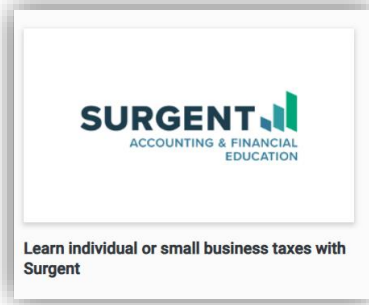 SURGENT
ACCOUNTING & FINANCIAL
EDUCATION
Learn individual or small business taxes with
Surgent